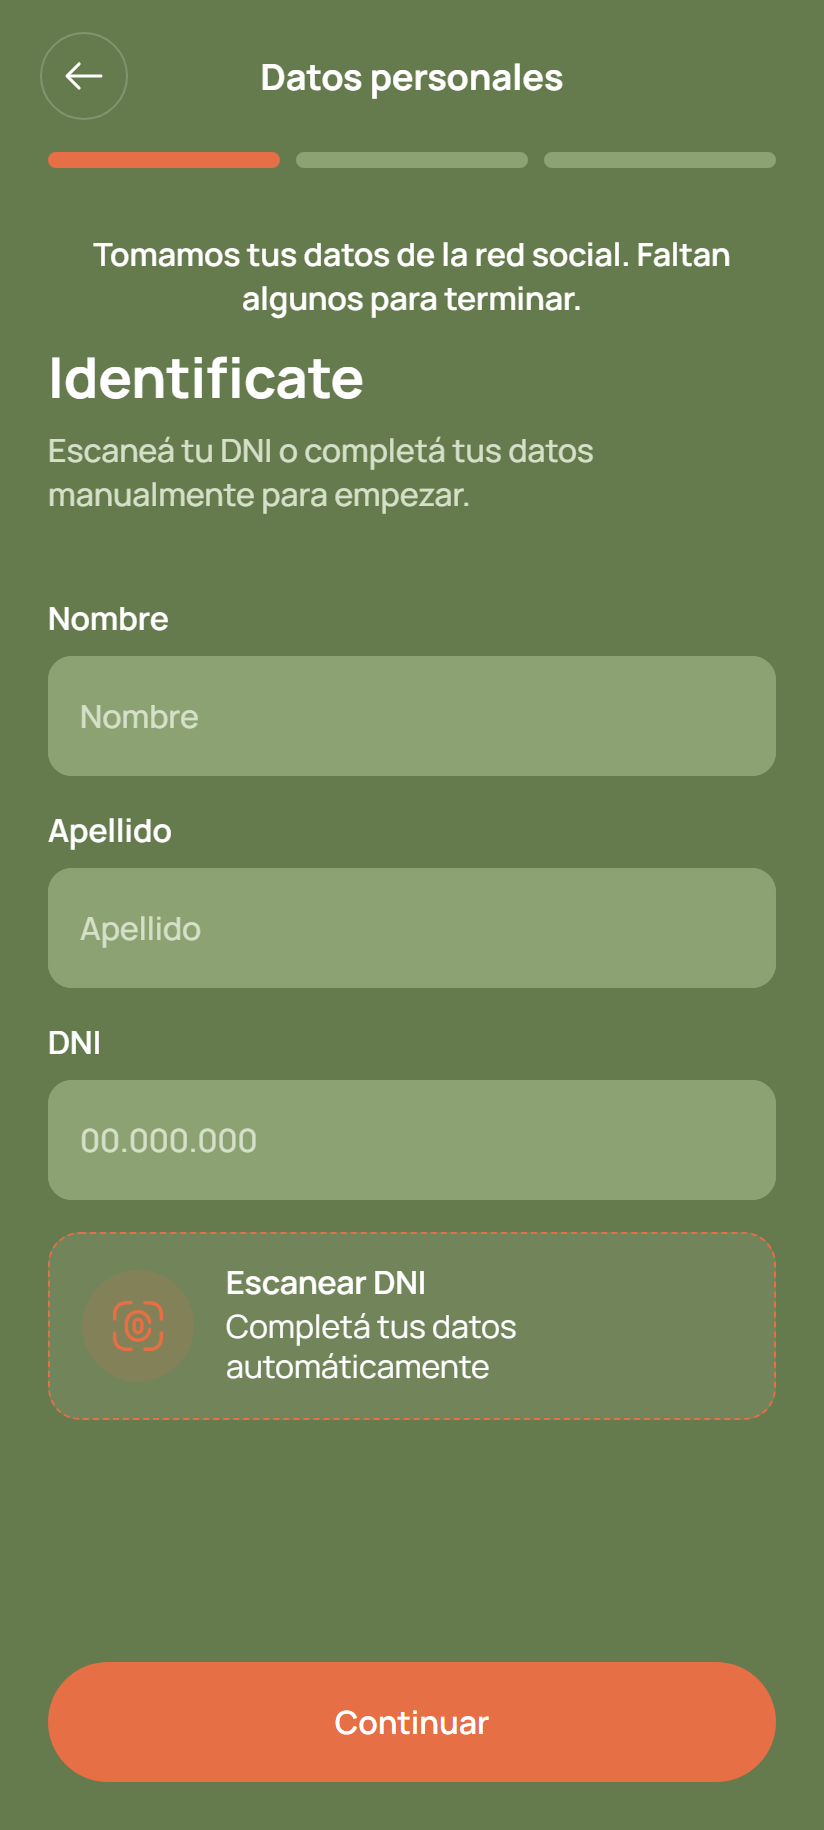 Datos personales
Tomamos tus datos de la red social. Faltan
algunos para terminar.
Identificate
Escaneá tu DNI o completá tus datos
manualmente para empezar.
Nombre
Nombre
Apellido
Apellido
DNI
00.000.000
Escanear DNI
Completá tus datos
automáticamente
Continuar